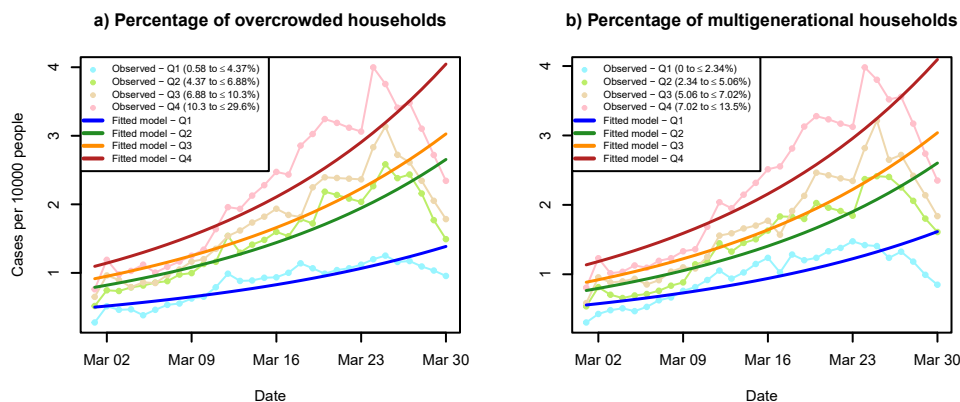 a) Percentage of overcrowded households
Observed − Q1 (0.58 to ≤ 4.37%)
Observed − Q2 (4.37 to ≤ 6.88%)
Observed − Q3 (6.88 to ≤ 10.3%)
Observed − Q4 (10.3 to ≤ 29.6%)
Fitted model − Q1
Fitted model − Q2
Fitted model − Q3
Fitted model − Q4
Cases per 10000 people
4
3
2
1
Mar 02 Mar 09 Mar 16 Mar 23 Mar 30
Date
b) Percentage of multigenerational households
Observed − Q1 (0 to ≤ 2.34%)
Observed − Q2 (2.34 to ≤ 5.06%)
Observed − Q3 (5.06 to ≤ 7.02%)
Observed − Q4 (7.02 to ≤ 13.5%)
Fitted model − Q1
Fitted model − Q2
Fitted model − Q3
Fitted model − Q4
4
3
2
1
Mar 02 Mar 09 Mar 16 Mar 23 Mar 30
Date